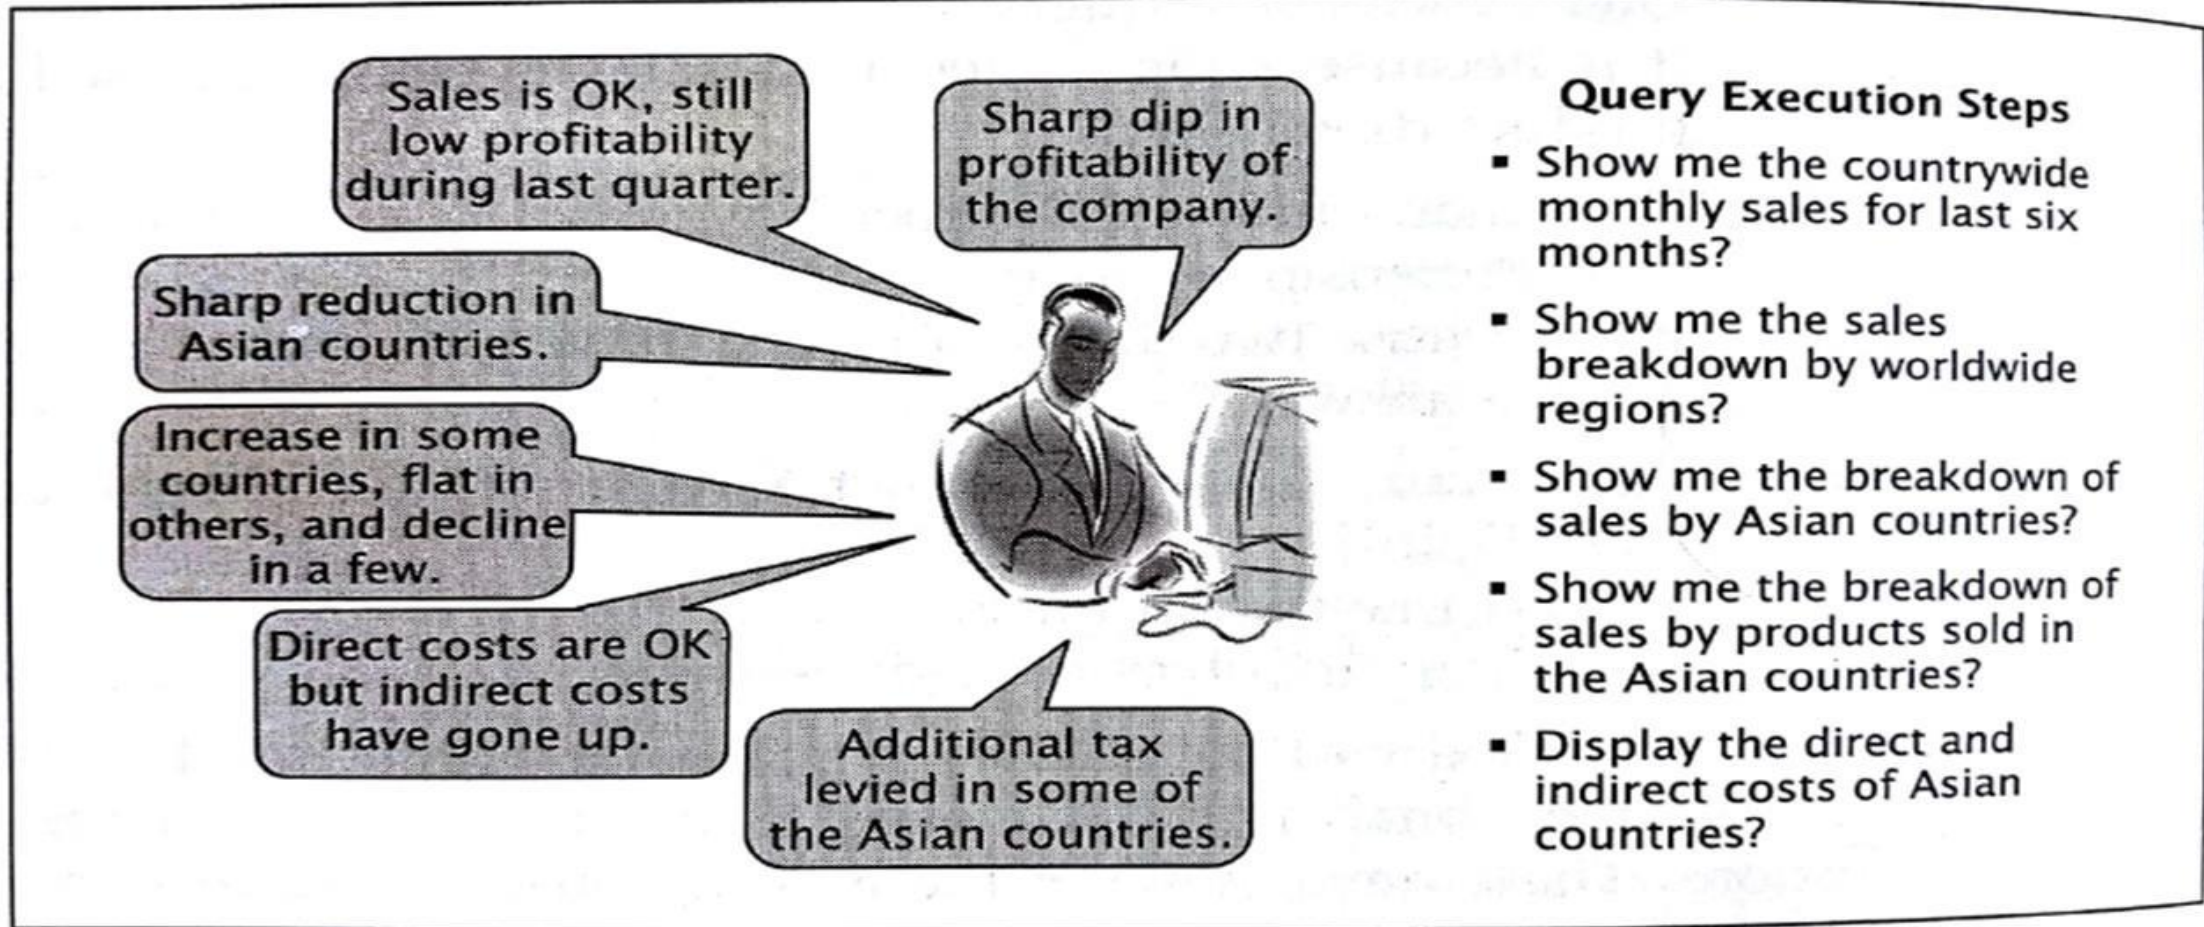 Sales is OK, still
low profitability
during last quarter.
Sharp dip in
profitability of
the company.
Sharp reduction in
Asian countries.
Increase in some
countries, flat in
others, and decline
in a few.
Direct costs are OK
but indirect costs
have gone up.
Additional tax
levied in some of
the Asian countries.
Query Execution Steps
▪ Show me the countrywide
monthly sales for last six
months?
▪ Show me the sales
breakdown by worldwide
regions?
▪ Show me the breakdown of
sales by Asian countries?
▪ Show me the breakdown of
sales by products sold in
the Asian countries?
▪ Display the direct and
indirect costs of Asian
countries?